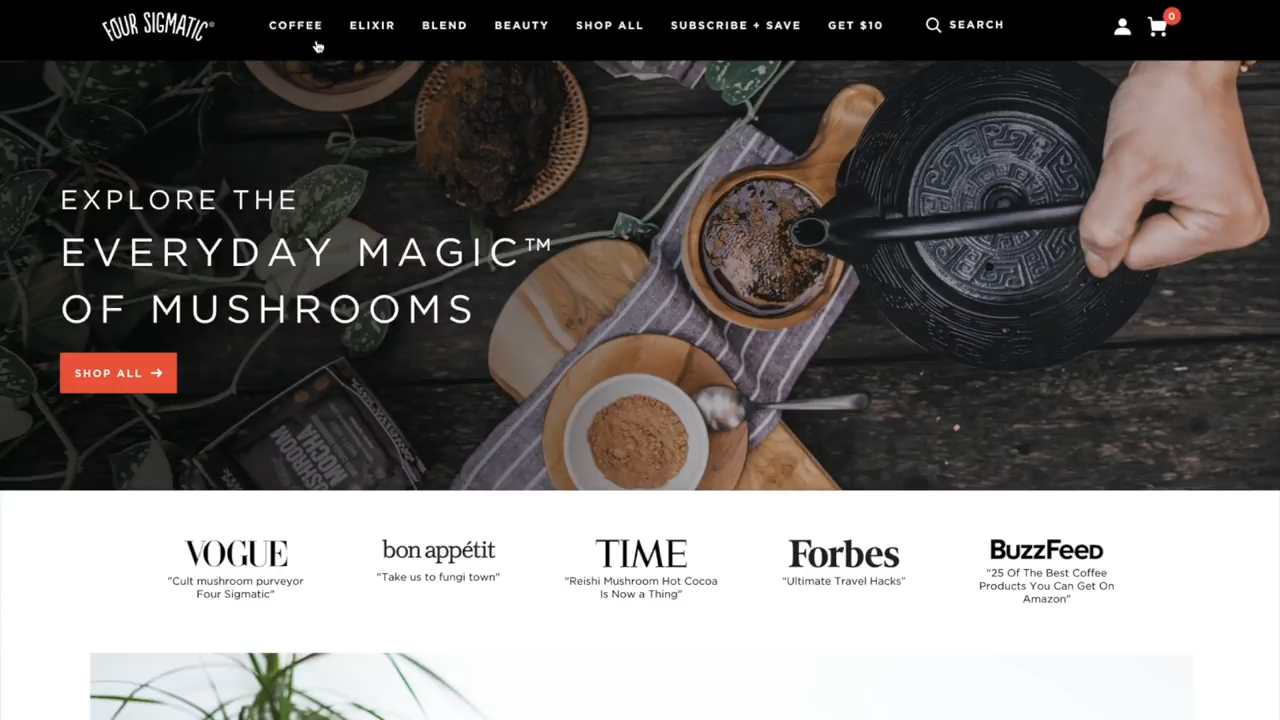 FOUR SIGMATIC®
COFFEE
ELIXIR
BLEND
BEAUTY
SHOP ALL
SUBSCRIBE + SAVE
GET $10
SEARCH
0
EXPLORE THE
EVERYDAY MAGIC™
OF MUSHROOMS
SHOP ALL →
MUSHROOM
MOCHA
VOGUE
"Cult mushroom purveyor
Four Sigmatic"
bon appétit
"Take us to fungi town"
TIME
"Reishi Mushroom Hot Cocoa
Is Now a Thing"
Forbes
"Ultimate Travel Hacks"
BuzzFeed
"25 Of The Best Coffee
Products You Can Get On
Amazon"